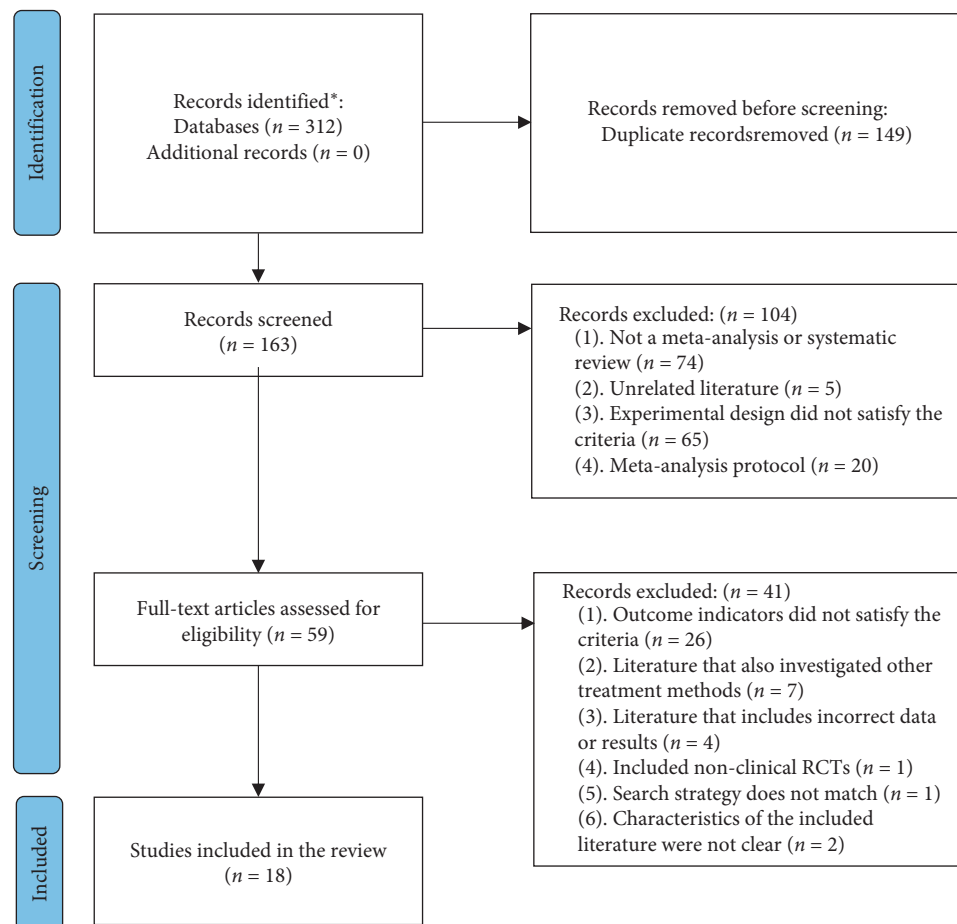 Identification
Records identified*:
Databases (n = 312)
Additional records (n = 0)
Records removed before screening:
Duplicate recordsremoved (n = 149)
Screening
Records screened
(n = 163)
Records excluded: (n = 104)
(1). Not a meta-analysis or systematic
review (n = 74)
(2). Unrelated literature (n = 5)
(3). Experimental design did not satisfy the
criteria (n = 65)
(4). Meta-analysis protocol (n = 20)
Full-text articles assessed for
eligibility (n = 59)
Records excluded: (n = 41)
(1). Outcome indicators did not satisfy the
criteria (n = 26)
(2). Literature that also investigated other
treatment methods (n = 7)
(3). Literature that includes incorrect data
or results (n = 4)
(4). Included non-clinical RCTs (n = 1)
(5). Search strategy does not match (n = 1)
(6). Characteristics of the included
literature were not clear (n = 2)
Included
Studies included in the review
(n = 18)